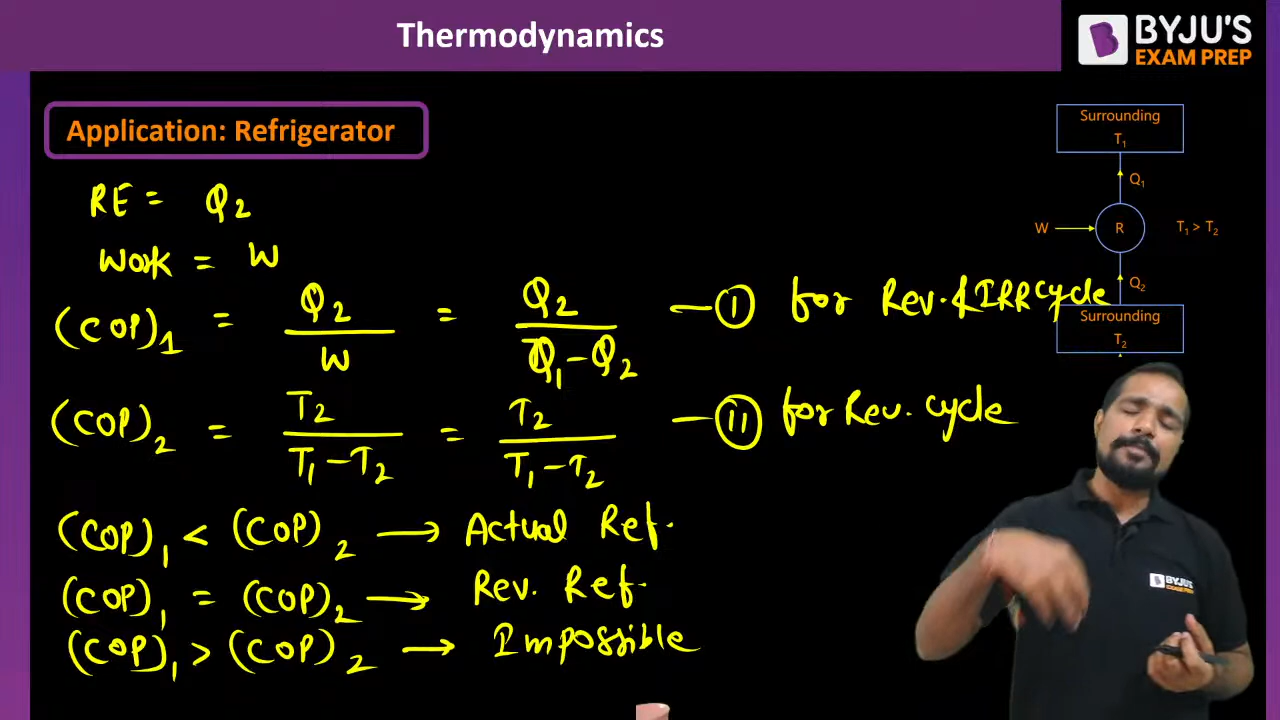 Thermodynamics
BYJU'S
EXAM PREP
Application: Refrigerator
RE = Q2
Work = W
(COP)1 = Q2 / W = Q2 / Q1 - Q2 — I for Rev. & IRR cycle
(COP)2 = T2 / T1 - T2 = T2 / T1 - T2 — II for Rev. cycle
(COP)1 < (COP)2 → Actual Ref.
(COP)1 = (COP)2 → Rev. Ref.
(COP)1 > (COP)2 → Impossible
Surrounding
T1
Q1
W
R
T1 > T2
Q2
Surrounding
T2
BYJU'S